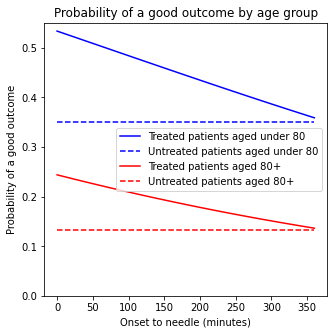 Probability of a good outcome by age group
Probability of a good outcome
0.5
0.4
0.3
0.2
0.1
0.0
Treated patients aged under 80
Untreated patients aged under 80
Treated patients aged 80+
Untreated patients aged 80+
0 50 100 150 200 250 300 350
Onset to needle (minutes)